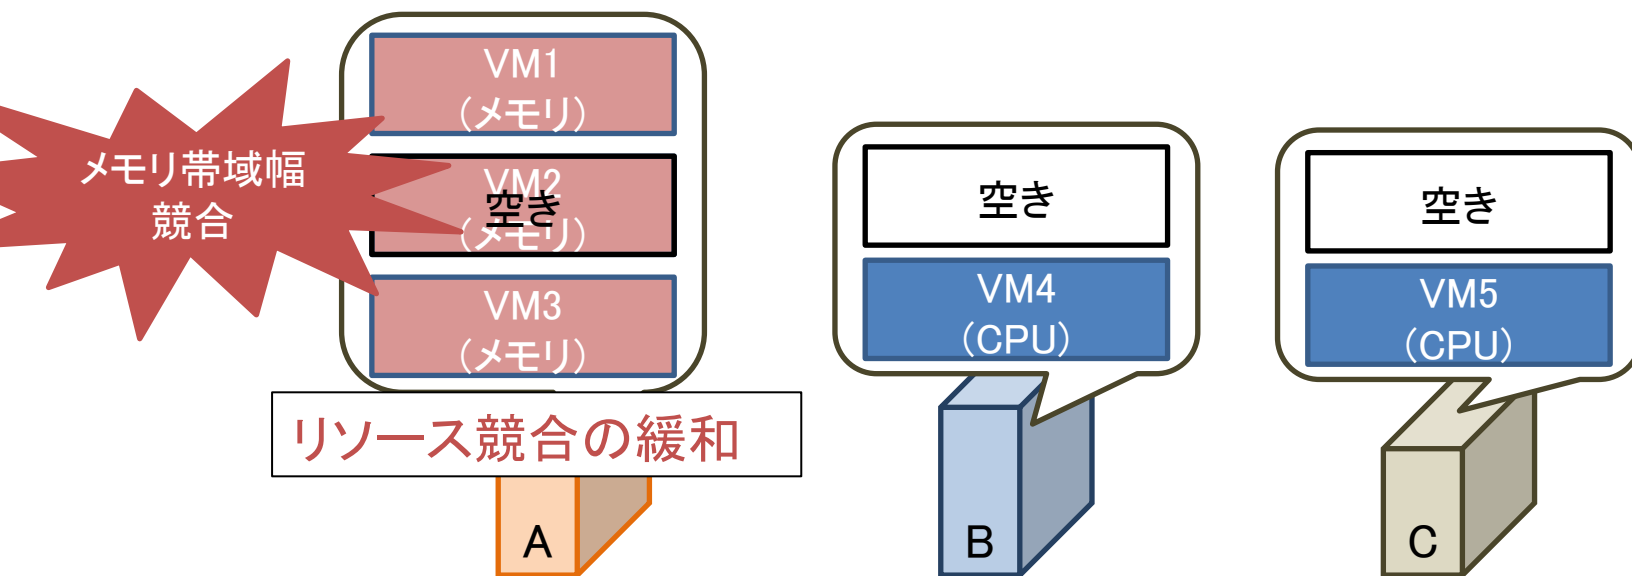 VM1
(メモリ)
メモリ帯域幅
競合
VM2
(メモリ)
空き
VM3
(メモリ)
リソース競合の緩和
A
空き
VM4
(CPU)
B
空き
VM5
(CPU)
C